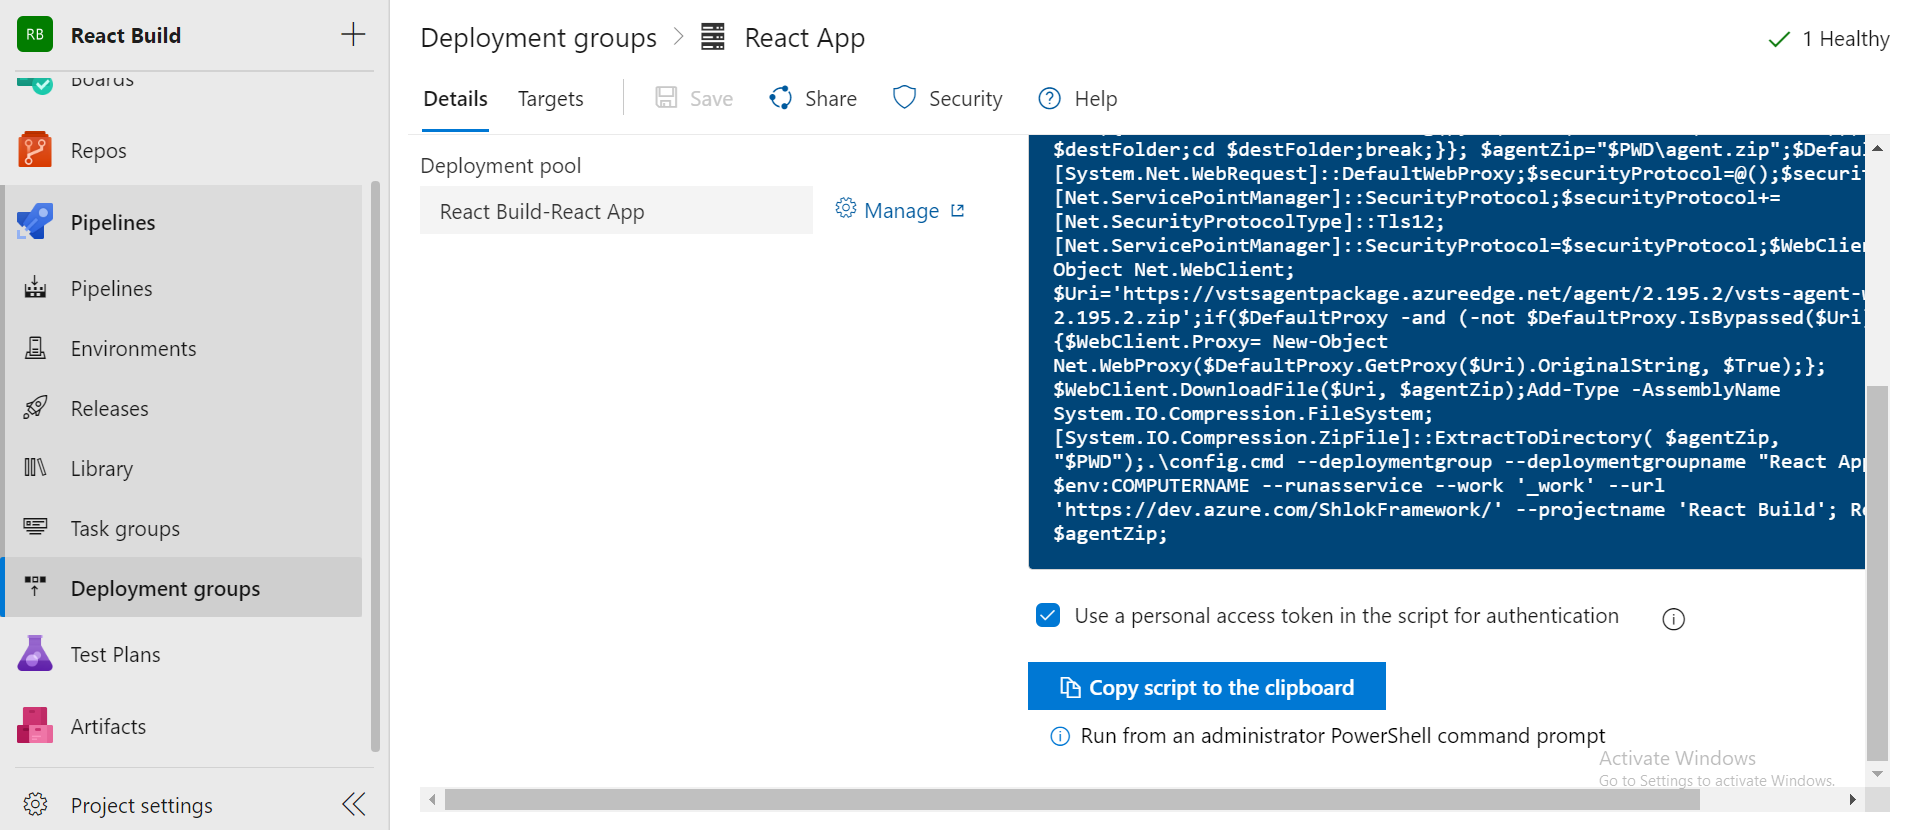 RB React Build
Boards
Repos
Pipelines
Pipelines
Environments
Releases
Library
Task groups
Deployment groups
Test Plans
Artifacts
Project settings
Deployment groups React App
1 Healthy
Details Targets Save Share Security Help
Deployment pool
React Build-React App Manage
$destFolder;cd $destFolder;break;}}; $agentZip="$PWD\agent.zip";$Defau
[System.Net.WebRequest]::DefaultWebProxy;$securityProtocol=@();$securit
[Net.ServicePointManager]::SecurityProtocol;$securityProtocol+=
[Net.SecurityProtocolType]::Tls12;
[Net.ServicePointManager]::SecurityProtocol=$securityProtocol;$WebClie
Object Net.WebClient;
$Uri='https://vstsagentpackage.azureedge.net/agent/2.195.2/vsts-agent-
2.195.2.zip';if($DefaultProxy -and (-not $DefaultProxy.IsBypassed($Uri)
{$WebClient.Proxy= New-Object
Net.WebProxy($DefaultProxy.GetProxy($Uri).OriginalString, $True);};
$WebClient.DownloadFile($Uri, $agentZip);Add-Type -AssemblyName
System.IO.Compression.FileSystem;
[System.IO.Compression.ZipFile]::ExtractToDirectory( $agentZip,
"$PWD");.\config.cmd --deploymentgroup --deploymentgroupname "React Ap
$env:COMPUTERNAME --runasservice --work '_work' --url
'https://dev.azure.com/ShlokFramework/' --projectname 'React Build'; R
$agentZip;
Use a personal access token in the script for authentication
Copy script to the clipboard
Run from an administrator PowerShell command prompt
Activate Windows
Go to Settings to activate Windows.